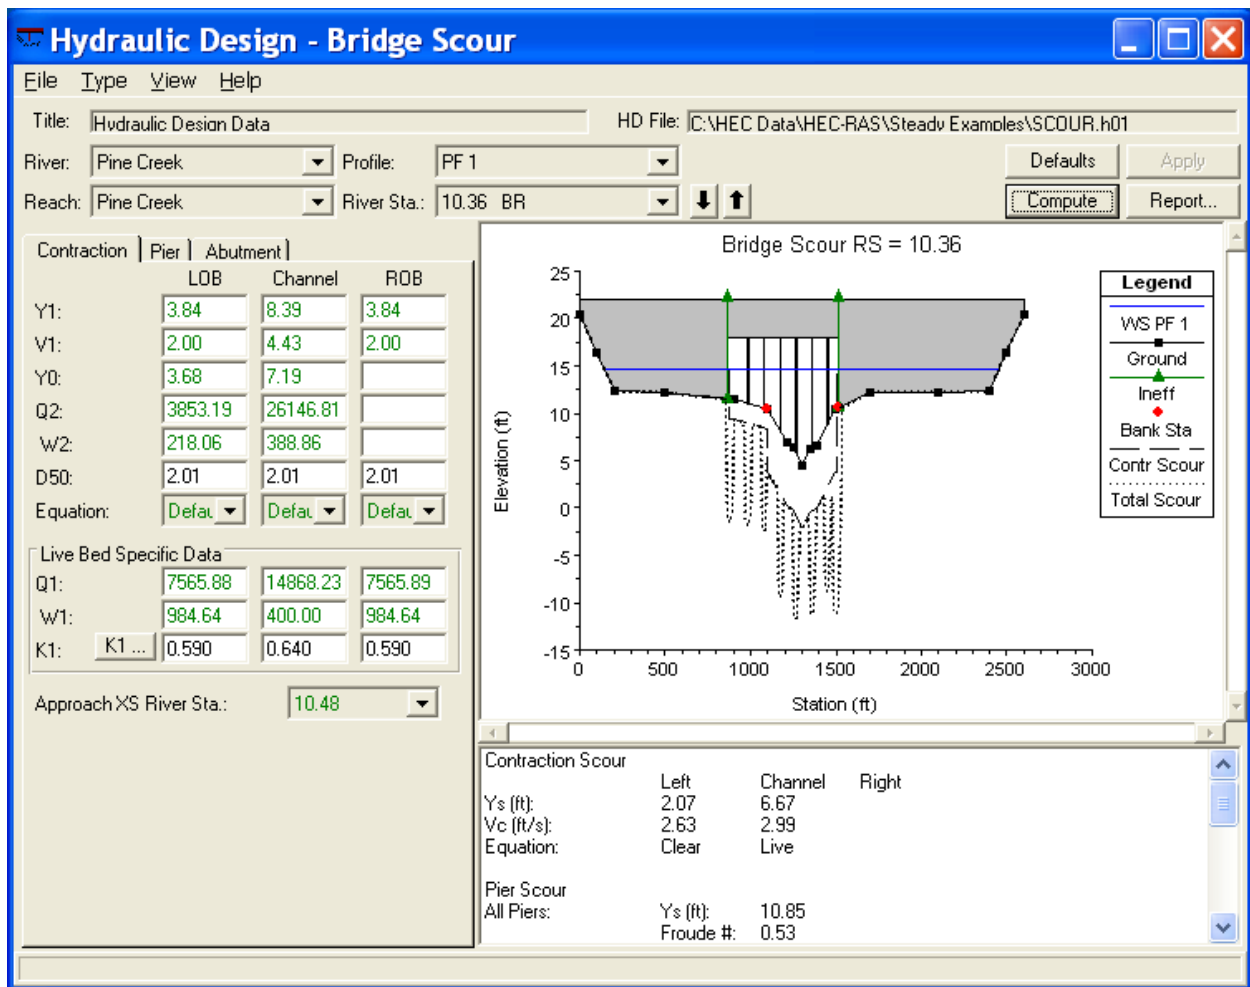 Hydraulic Design - Bridge Scour
File Type View Help
Title: Hydraulic Design Data HD File: C:\HEC Data\HEC-RAS\Steady Examples\SCOUR.h01
River: Pine Creek Profile: PF 1 Defaults Apply
Reach: Pine Creek River Sta.: 10.36 BR Compute Report...
Contraction Pier Abutment
LOB Channel ROB
Y1: 3.84 8.39 3.84
V1: 2.00 4.43 2.00
Y0: 3.68 7.19
Q2: 3853.19 26146.81
W2: 218.06 388.86
D50: 2.01 2.01 2.01
Equation: Defau Defau Defau
Live Bed Specific Data
Q1: 7565.88 14868.23 7565.89
W1: 984.64 400.00 984.64
K1: K1 ... 0.590 0.640 0.590
Approach XS River Sta.: 10.48
Bridge Scour RS = 10.36
Elevation (ft)
25
20
15
10
5
0
-5
-10
-15
0 500 1000 1500 2000 2500 3000
Station (ft)
Legend
WS PF 1
Ground
Ineff
Bank Sta
Contr Scour
Total Scour
Contraction Scour
Left Channel Right
Ys (ft): 2.07 6.67
Vc (ft/s): 2.63 2.99
Equation: Clear Live
Pier Scour
All Piers: Ys (ft): 10.85
Froude #: 0.53